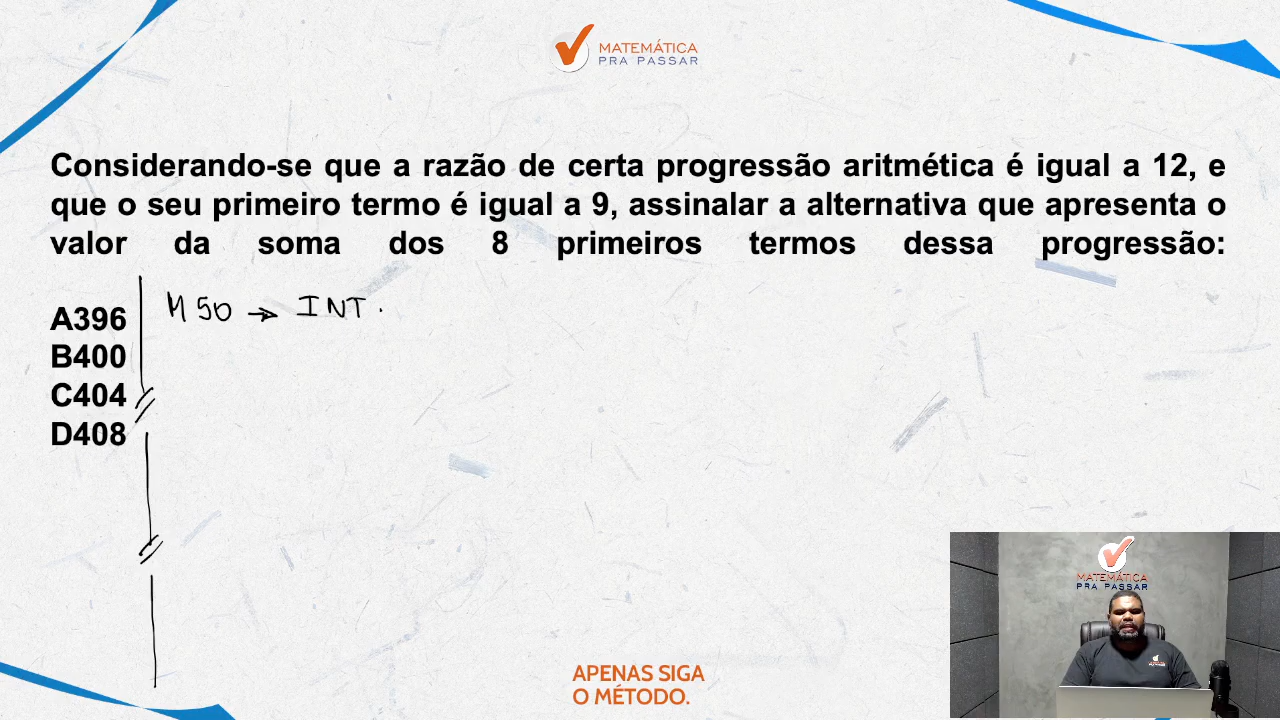 MATEMÁTICA
PRA PASSAR
Considerando-se que a razão de certa progressão aritmética é igual a 12, e
que o seu primeiro termo é igual a 9, assinalar a alternativa que apresenta o
valor da soma dos 8 primeiros termos dessa progressão:
A396
B400
C404
D408
M 50 → INT.
MATEMÁTICA
PRA PASSAR
APENAS SIGA
O MÉTODO.